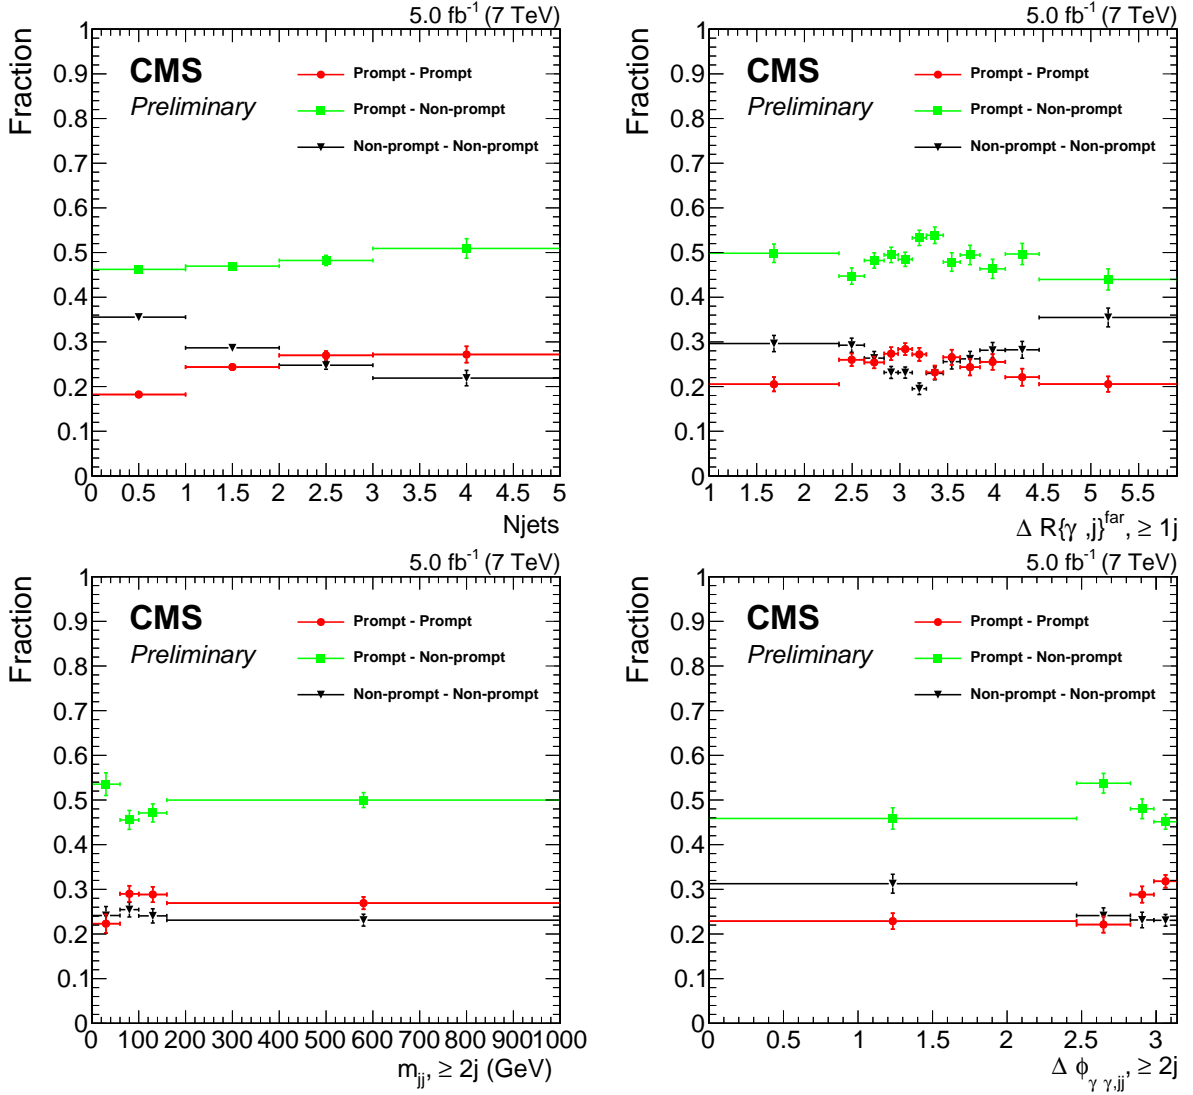 5.0 fb⁻¹ (7 TeV)
Fraction
CMS
Preliminary
Prompt - Prompt
Prompt - Non-prompt
Non-prompt - Non-prompt
1
0.9
0.8
0.7
0.6
0.5
0.4
0.3
0.2
0.1
0
0 0.5 1 1.5 2 2.5 3 3.5 4 4.5 5
Njets
5.0 fb⁻¹ (7 TeV)
Fraction
CMS
Preliminary
Prompt - Prompt
Prompt - Non-prompt
Non-prompt - Non-prompt
1
0.9
0.8
0.7
0.6
0.5
0.4
0.3
0.2
0.1
0
1 1.5 2 2.5 3 3.5 4 4.5 5 5.5
Δ R{γ ,j}^far, ≥ 1j
5.0 fb⁻¹ (7 TeV)
Fraction
CMS
Preliminary
Prompt - Prompt
Prompt - Non-prompt
Non-prompt - Non-prompt
1
0.9
0.8
0.7
0.6
0.5
0.4
0.3
0.2
0.1
0
0 100 200 300 400 500 600 700 800 900 1000
m_jj, ≥ 2j (GeV)
5.0 fb⁻¹ (7 TeV)
Fraction
CMS
Preliminary
Prompt - Prompt
Prompt - Non-prompt
Non-prompt - Non-prompt
1
0.9
0.8
0.7
0.6
0.5
0.4
0.3
0.2
0.1
0
0 0.5 1 1.5 2 2.5 3
Δ ϕ_γ γ,jj, ≥ 2j